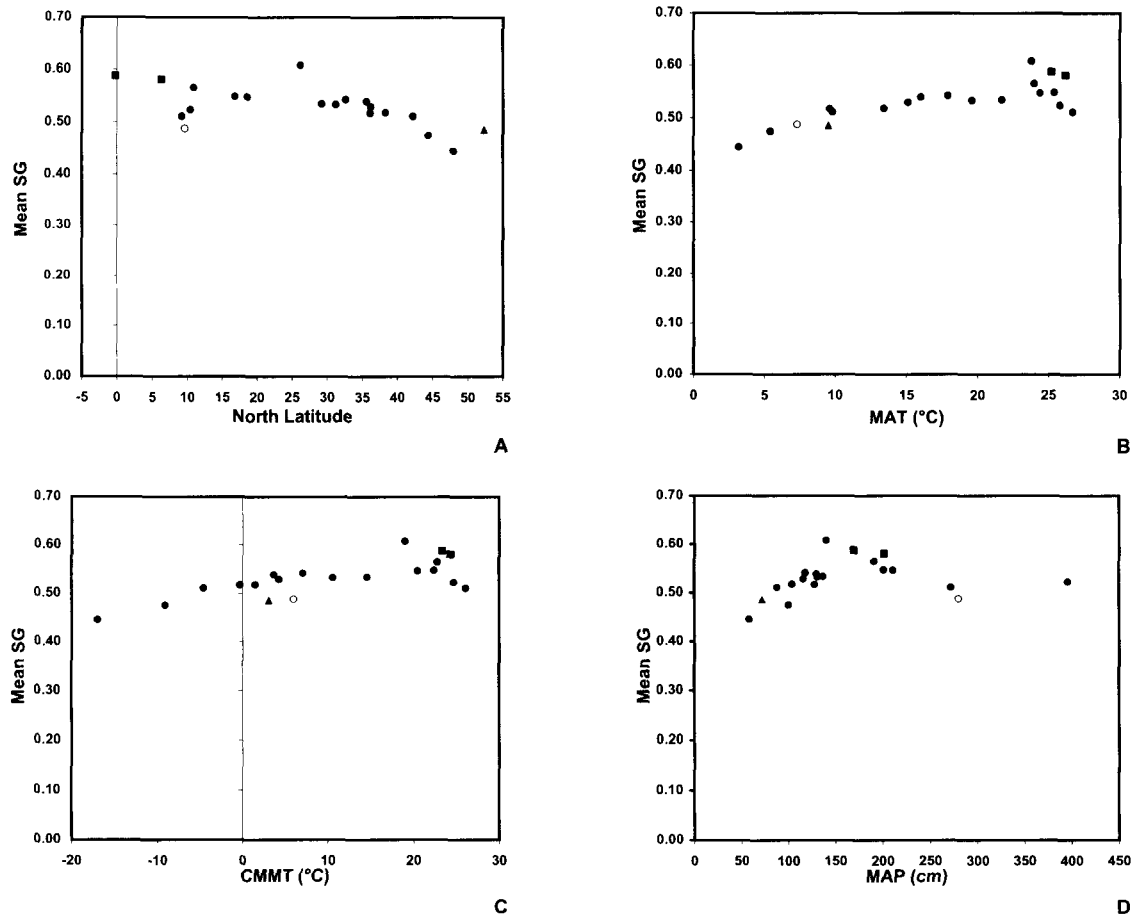 0.70
0.60
0.50
0.40
0.30
0.20
0.10
0.00
Mean SG
-5 0 5 10 15 20 25 30 35 40 45 50 55
North Latitude
A
0.70
0.60
0.50
0.40
0.30
0.20
0.10
0.00
Mean SG
0 5 10 15 20 25 30
MAT (°C)
B
0.70
0.60
0.50
0.40
0.30
0.20
0.10
0.00
Mean SG
-20 -10 0 10 20 30
CMMT (°C)
C
0.70
0.60
0.50
0.40
0.30
0.20
0.10
0.00
Mean SG
0 50 100 150 200 250 300 350 400 450
MAP (cm)
D